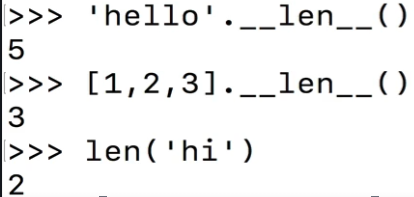 >>> 'hello'.__len__()
5
>>> [1,2,3].__len__()
3
>>> len('hi')
2